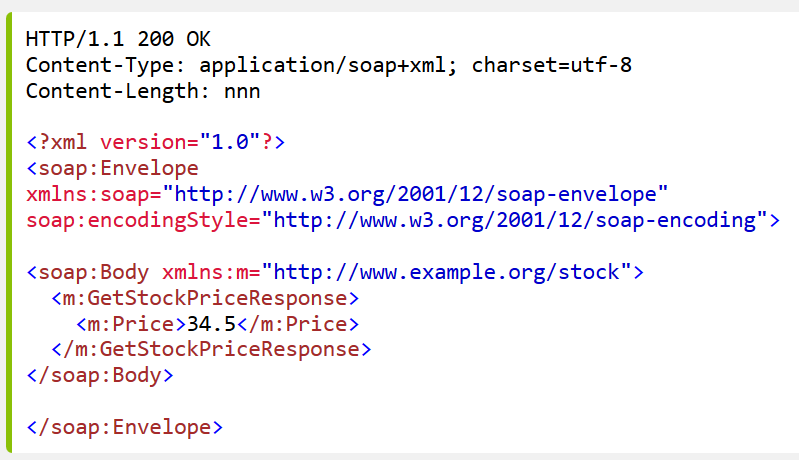 HTTP/1.1 200 OK
Content-Type: application/soap+xml; charset=utf-8
Content-Length: nnn

<?xml version="1.0"?>
<soap:Envelope
xmlns:soap="http://www.w3.org/2001/12/soap-envelope"
soap:encodingStyle="http://www.w3.org/2001/12/soap-encoding">

<soap:Body xmlns:m="http://www.example.org/stock">
  <m:GetStockPriceResponse>
    <m:Price>34.5</m:Price>
  </m:GetStockPriceResponse>
</soap:Body>

</soap:Envelope>